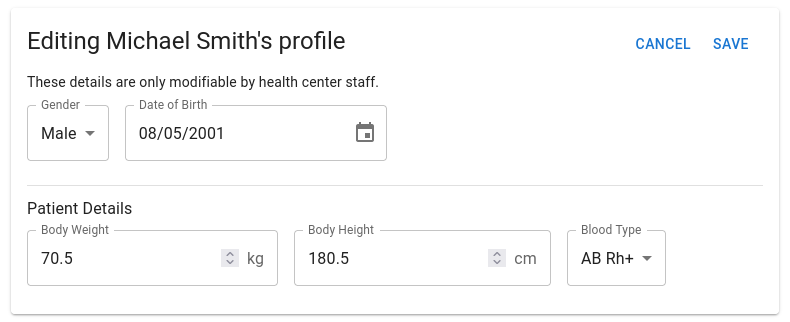 Editing Michael Smith's profile
CANCEL SAVE
These details are only modifiable by health center staff.
Gender Date of Birth
Male 08/05/2001
Patient Details
Body Weight Body Height Blood Type
70.5 kg 180.5 cm AB Rh+